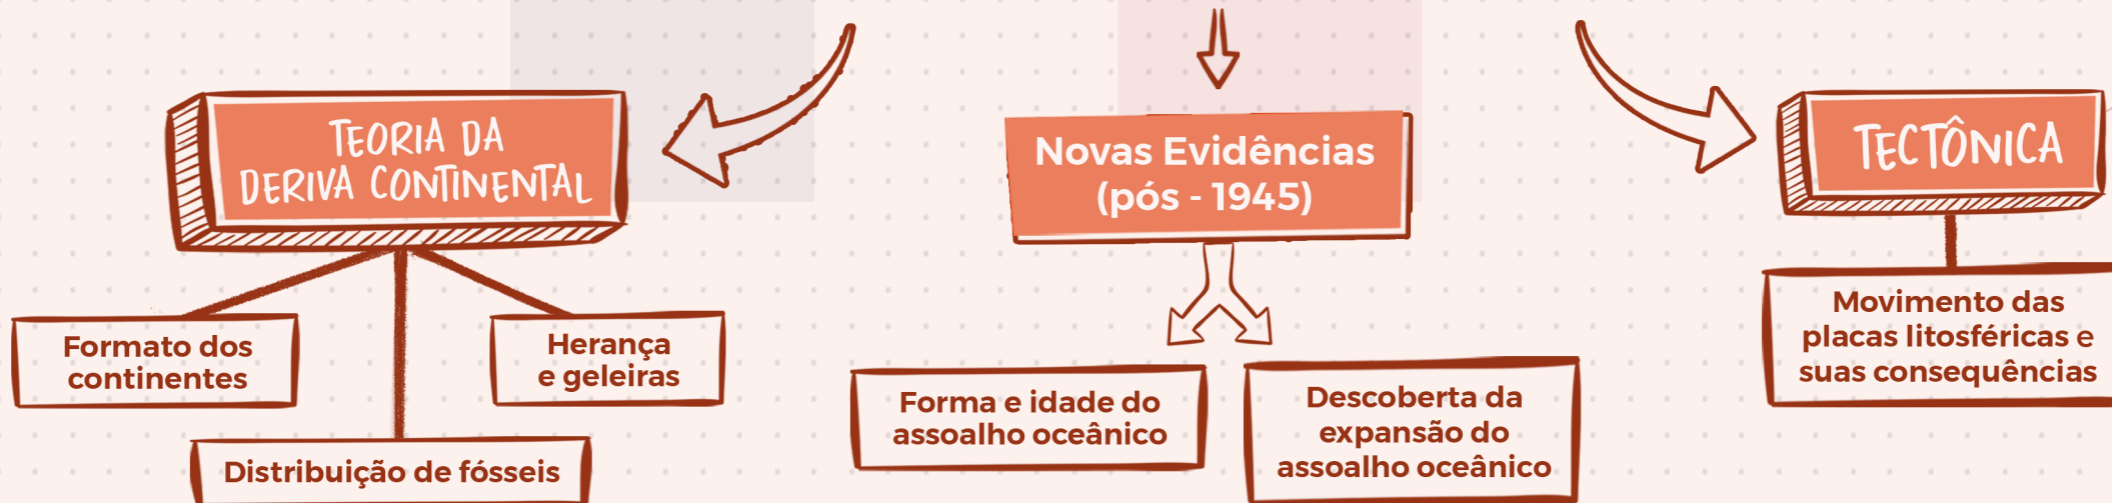 TEORIA DA
DERIVA CONTINENTAL
Formato dos
continentes
Distribuição de fósseis
Herança
e geleiras
Novas Evidências
(pós - 1945)
Forma e idade do
assoalho oceânico
Descoberta da
expansão do
assoalho oceânico
TECTÔNICA
Movimento das
placas litosféricas e
suas consequências